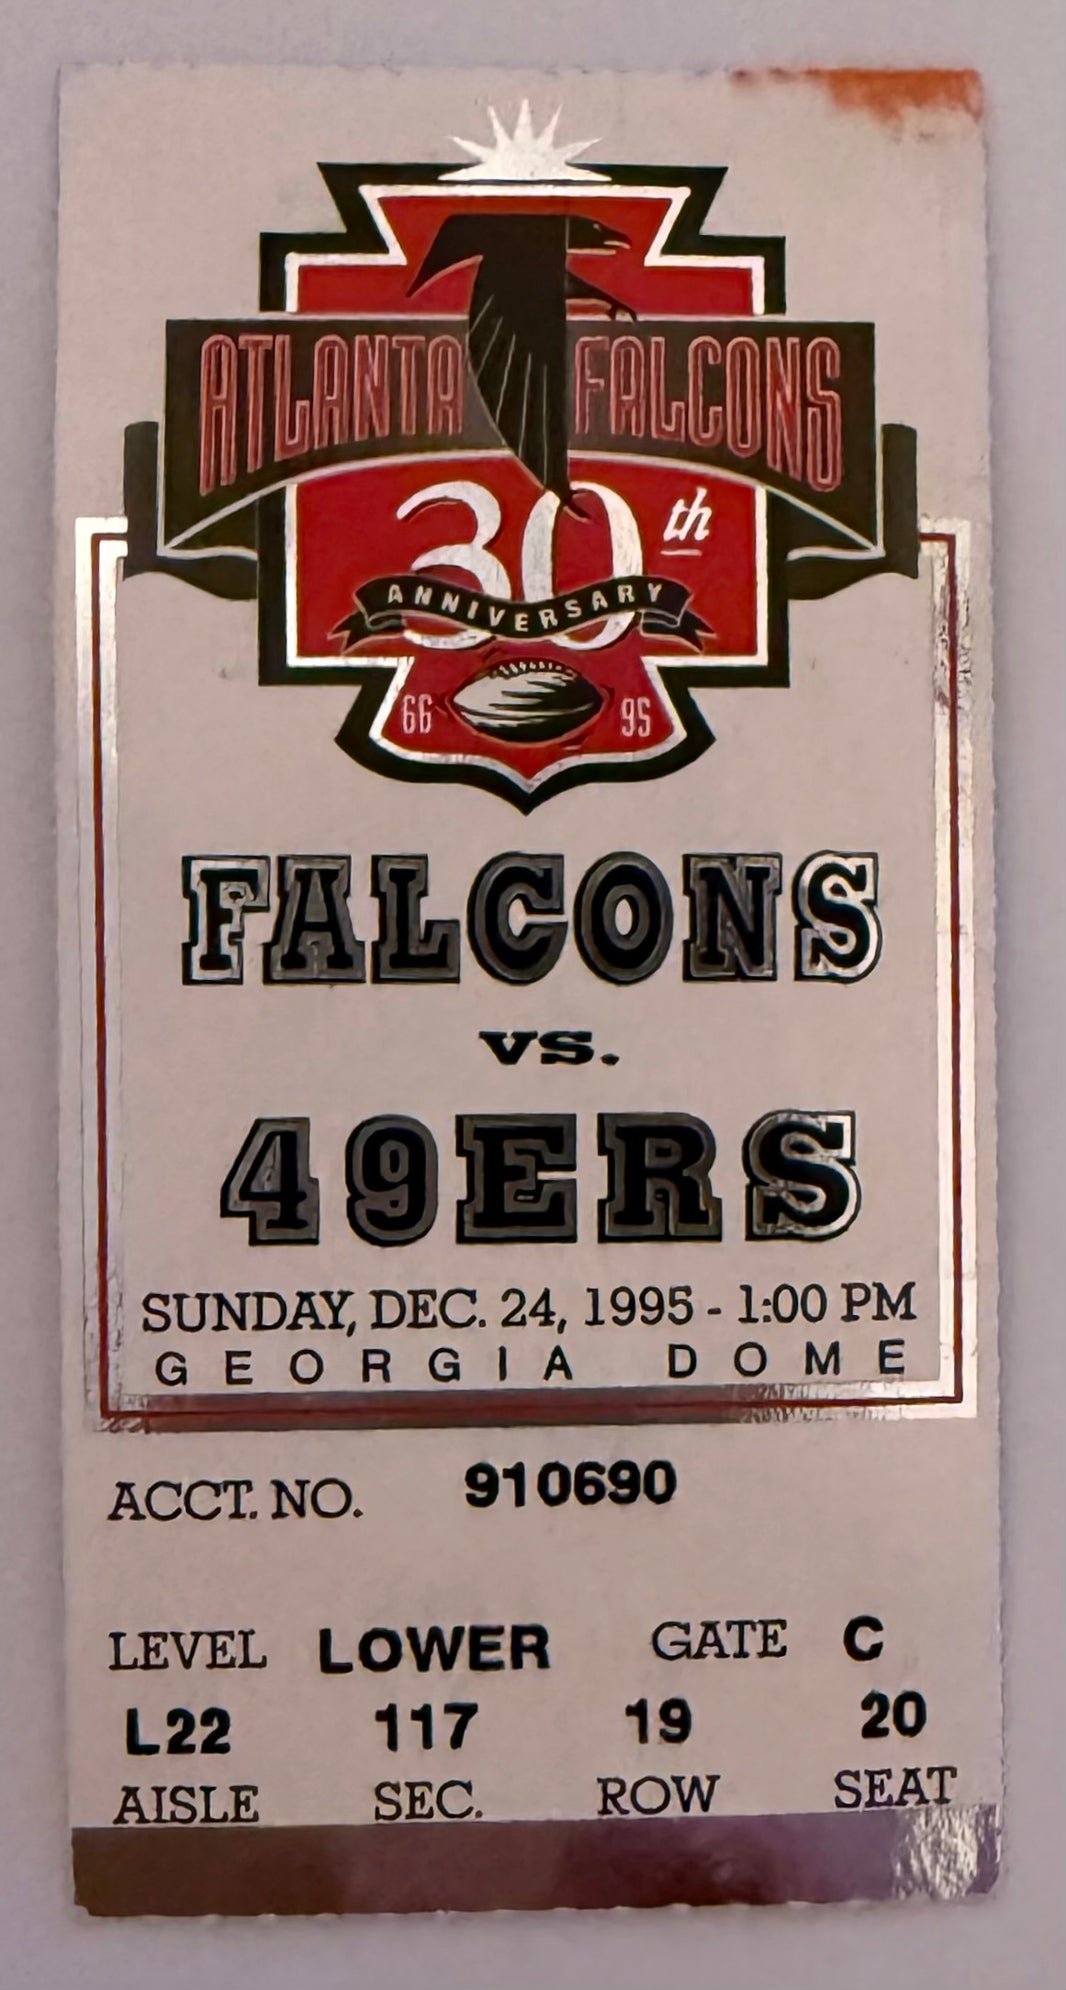 ATLANTA FALCONS
30th
ANNIVERSARY
66 95
FALCONS
VS.
49ERS
SUNDAY, DEC. 24, 1995 - 1:00 PM
GEORGIA DOME
ACCT. NO. 910690
LEVEL LOWER GATE C
L22 117 19 20
AISLE SEC. ROW SEAT